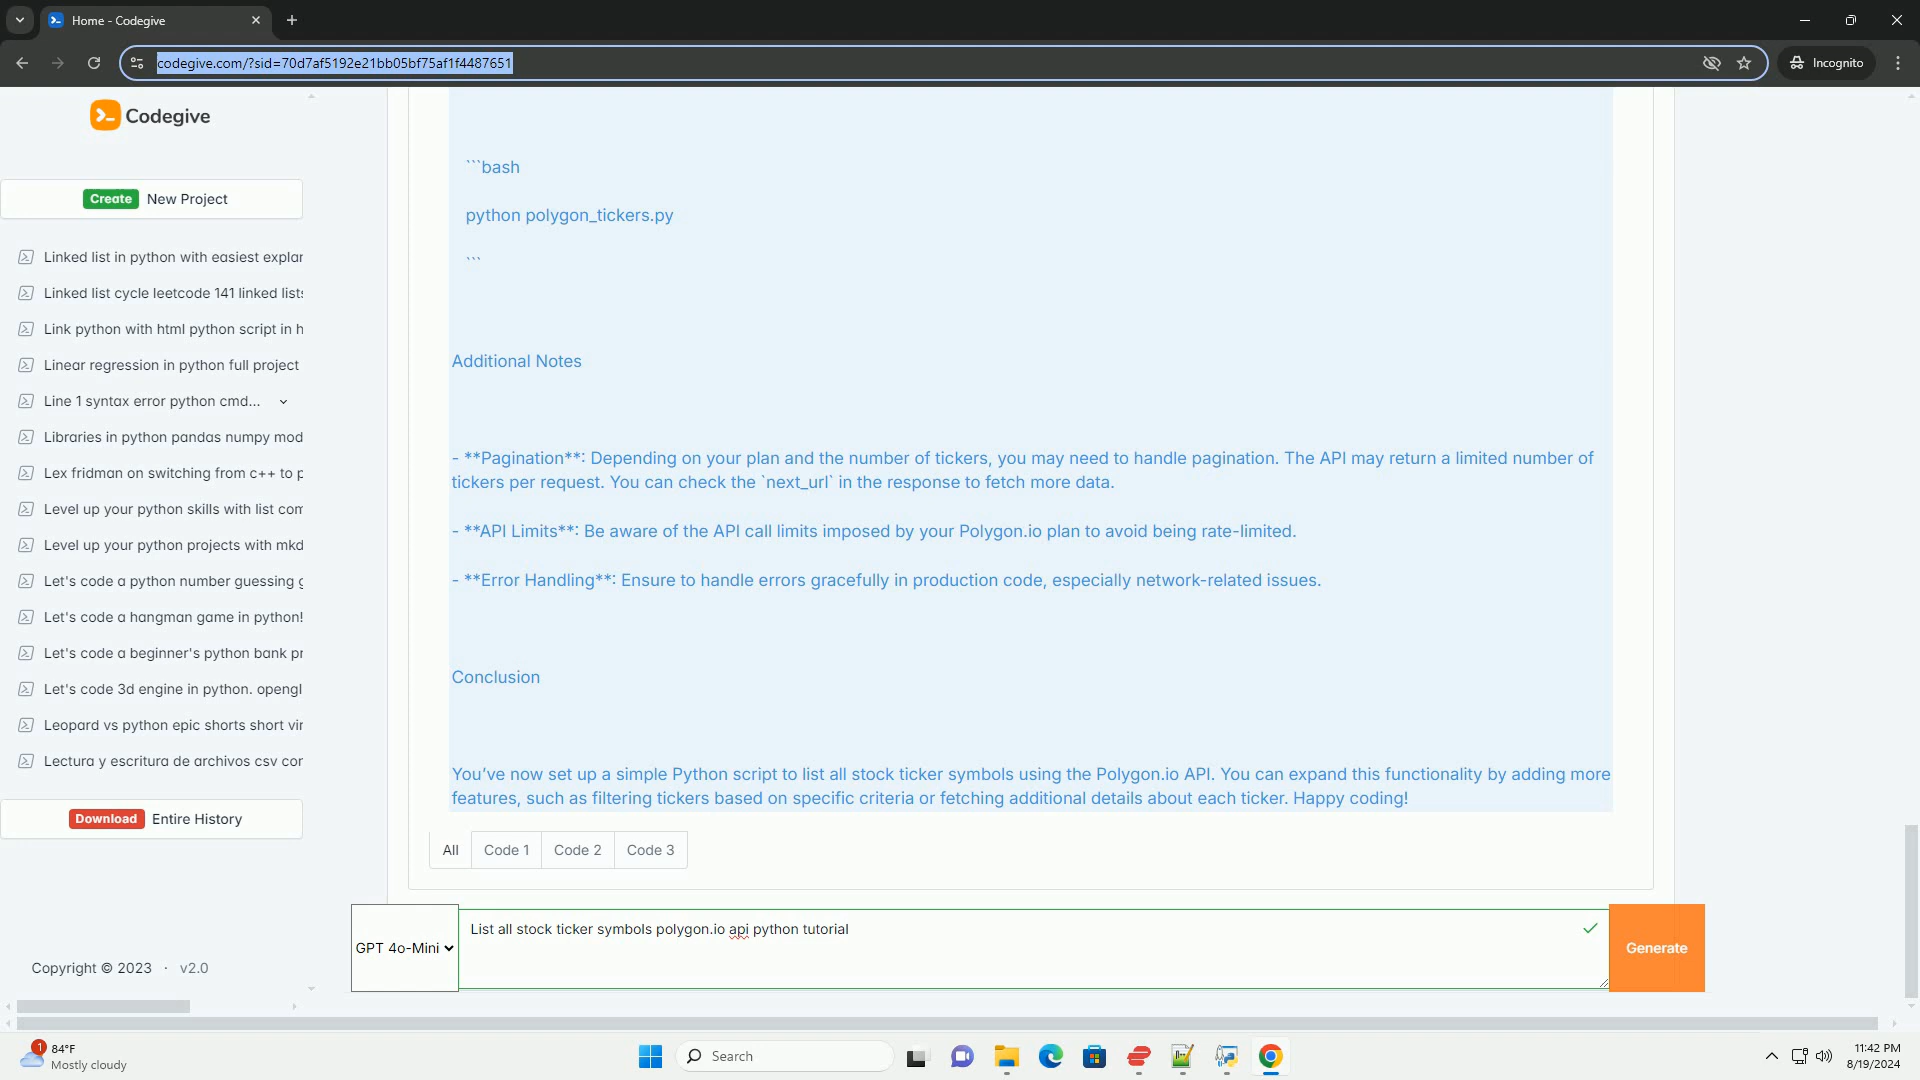 Home - Codegive
codegive.com/?sid=70d7af5192e21bb05bf75af1f4487651
Incognito
Codegive
Create New Project
Linked list in python with easiest explar
Linked list cycle leetcode 141 linked lists
Link python with html python script in h
Linear regression in python full project
Line 1 syntax error python cmd...
Libraries in python pandas numpy mod
Lex fridman on switching from c++ to p
Level up your python skills with list com
Level up your python projects with mkd
Let's code a python number guessing g
Let's code a hangman game in python!
Let's code a beginner's python bank pr
Let's code 3d engine in python. opengl
Leopard vs python epic shorts short vir
Lectura y escritura de archivos csv cor
Download Entire History
Copyright © 2023 · v2.0
```bash
python polygon_tickers.py
```
Additional Notes
- **Pagination**: Depending on your plan and the number of tickers, you may need to handle pagination. The API may return a limited number of
tickers per request. You can check the `next_url` in the response to fetch more data.
- **API Limits**: Be aware of the API call limits imposed by your Polygon.io plan to avoid being rate-limited.
- **Error Handling**: Ensure to handle errors gracefully in production code, especially network-related issues.
Conclusion
You’ve now set up a simple Python script to list all stock ticker symbols using the Polygon.io API. You can expand this functionality by adding more
features, such as filtering tickers based on specific criteria or fetching additional details about each ticker. Happy coding!
All Code 1 Code 2 Code 3
GPT 4o-Mini
List all stock ticker symbols polygon.io api python tutorial
Generate
1
84°F
Mostly cloudy
Search
11:42 PM
8/19/2024